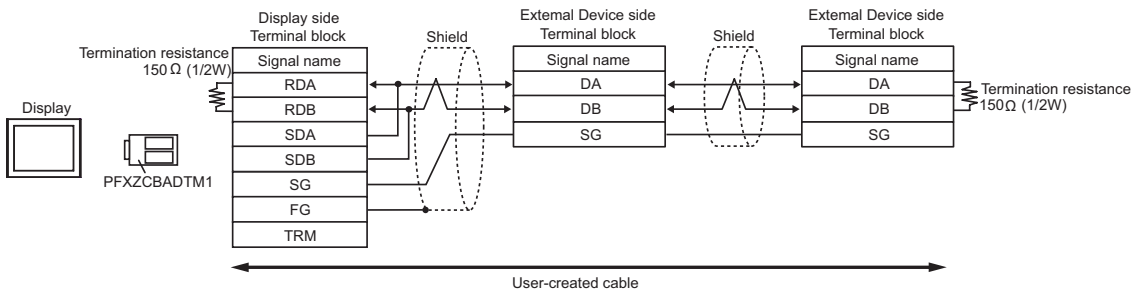 Display side
Terminal block
External Device side
Terminal block
External Device side
Terminal block
Shield
Shield
Termination resistance
150 Ω (1/2W)
Signal name
RDA
RDB
SDA
SDB
SG
FG
TRM
Signal name
DA
DB
SG
Signal name
DA
DB
SG
Termination resistance
150Ω (1/2W)
Display
PFXZCBADTM1
User-created cable